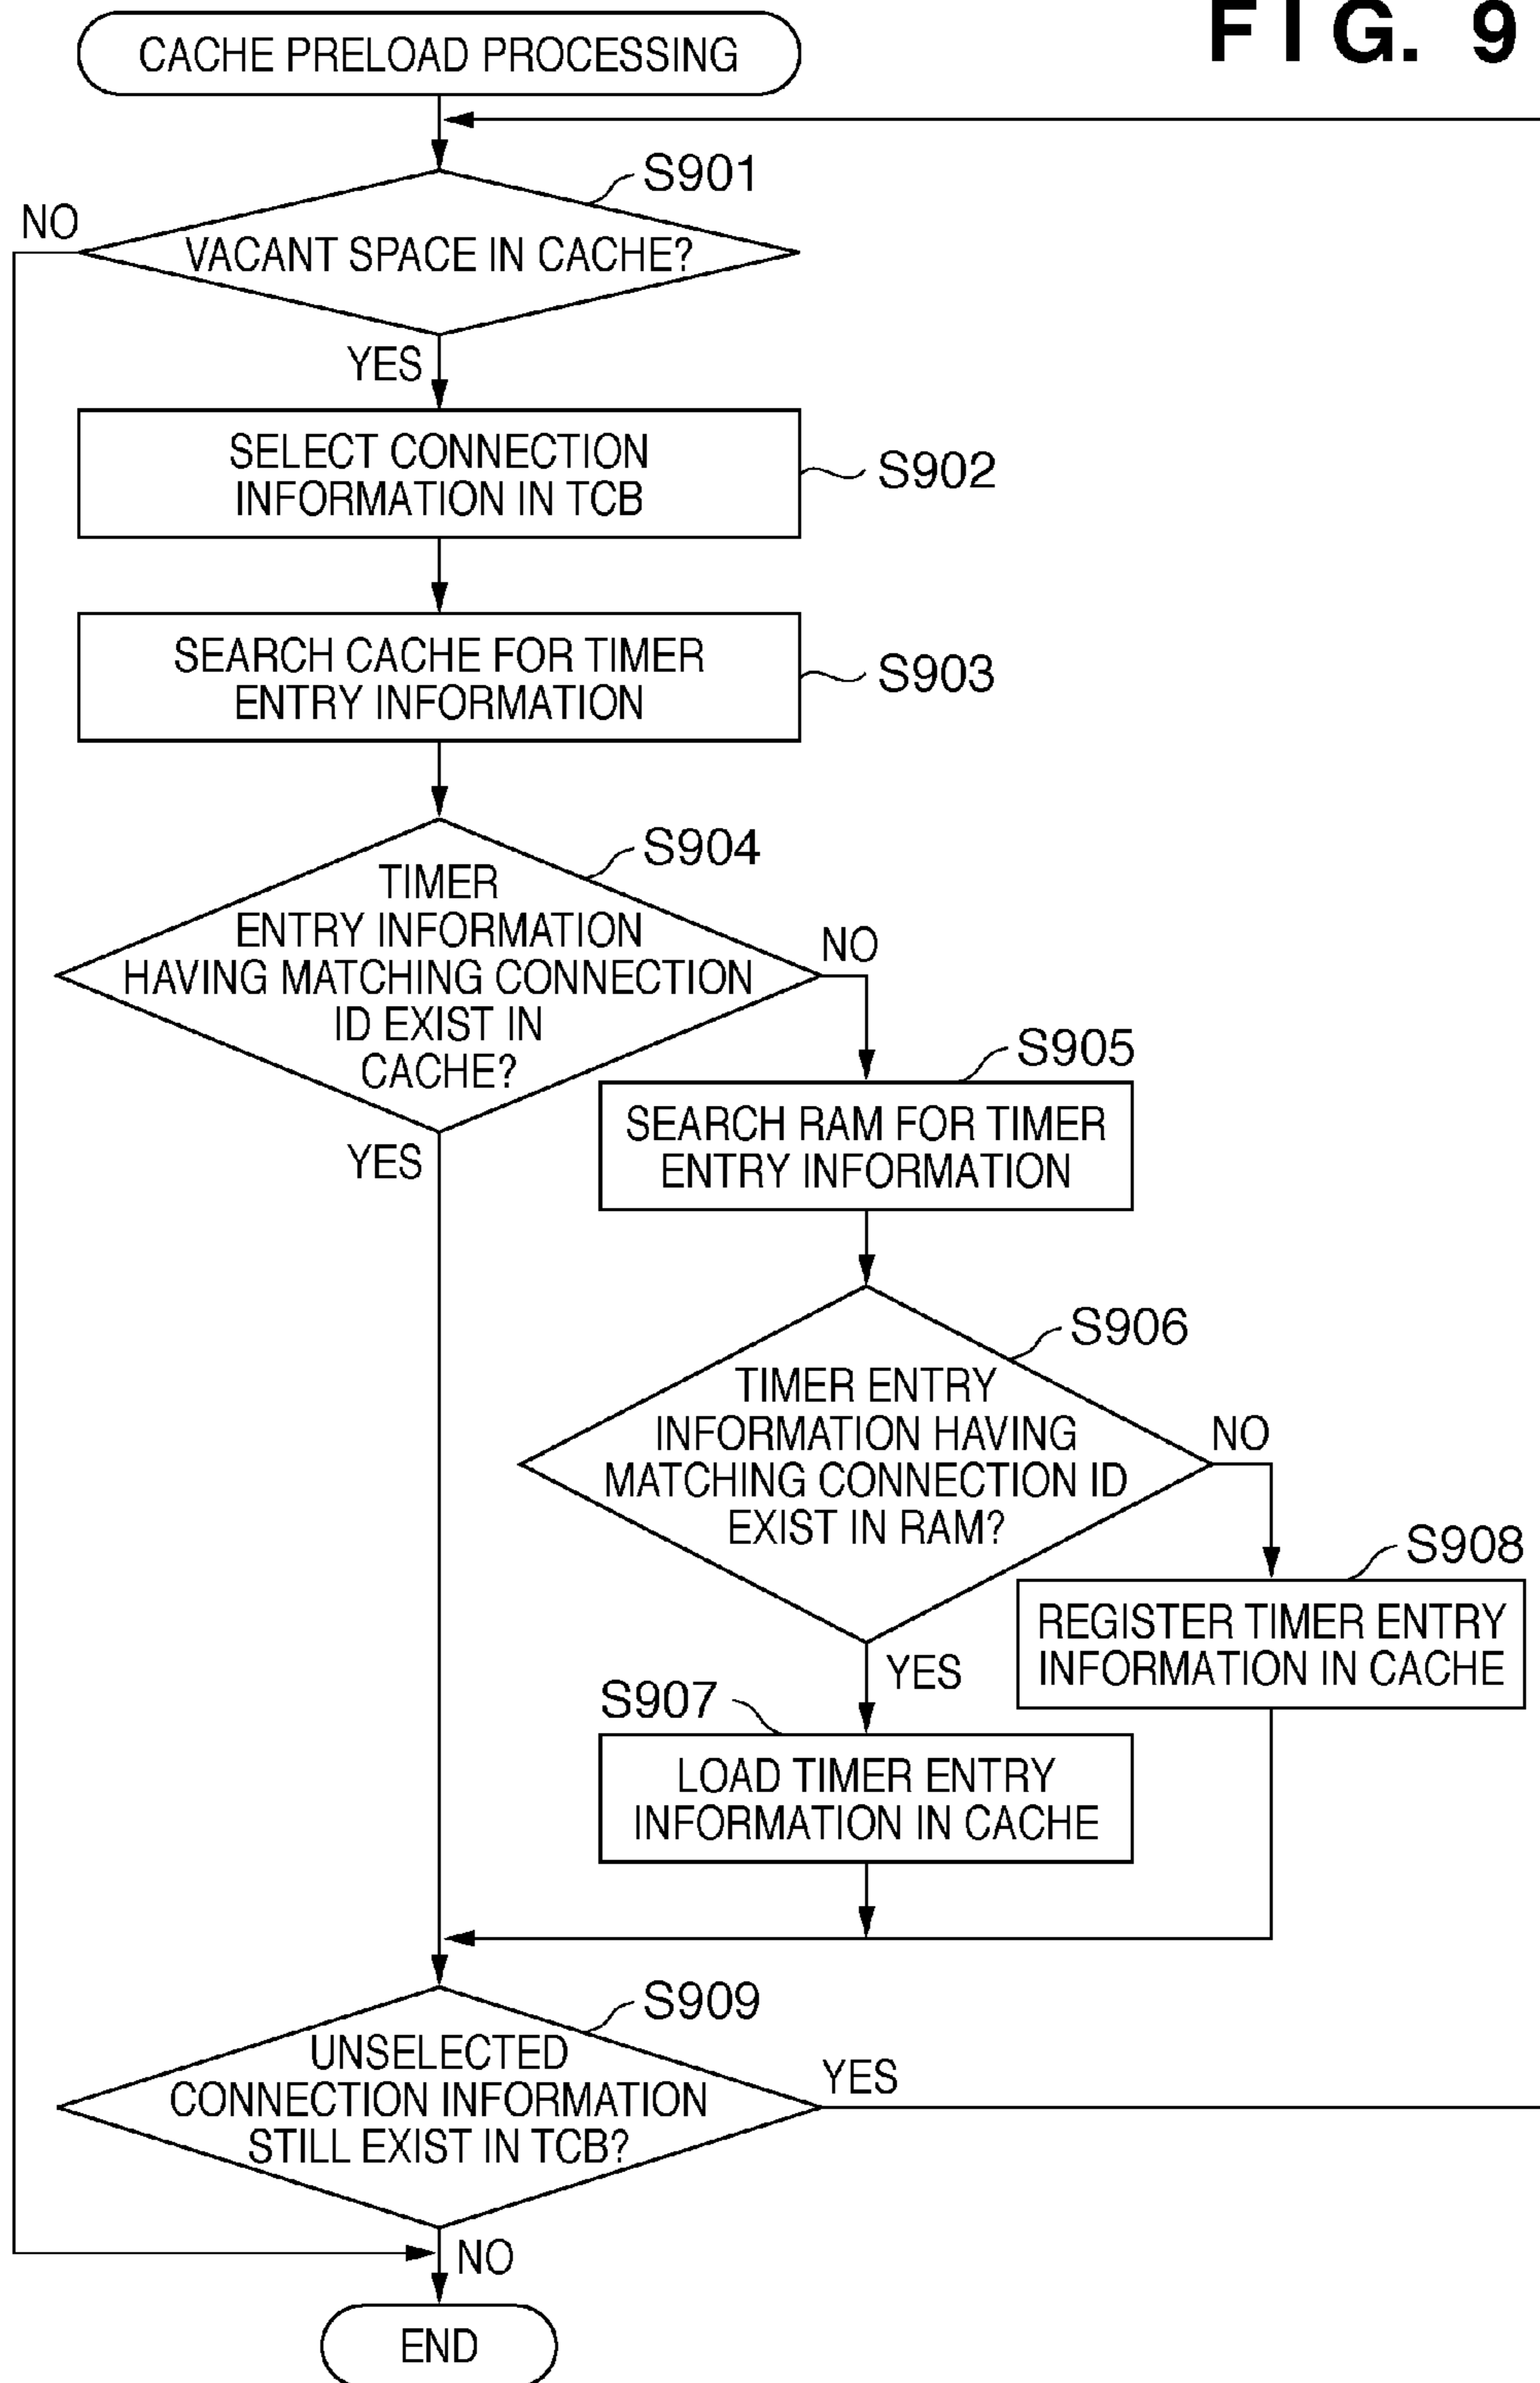 FIG. 9
CACHE PRELOAD PROCESSING
S901
NO
VACANT SPACE IN CACHE?
YES
SELECT CONNECTION
INFORMATION IN TCB
S902
SEARCH CACHE FOR TIMER
ENTRY INFORMATION
S903
S904
TIMER
ENTRY INFORMATION
HAVING MATCHING CONNECTION
ID EXIST IN
CACHE?
NO
YES
S905
SEARCH RAM FOR TIMER
ENTRY INFORMATION
S906
TIMER ENTRY
INFORMATION HAVING
MATCHING CONNECTION ID
EXIST IN RAM?
NO
YES
S908
REGISTER TIMER ENTRY
INFORMATION IN CACHE
S907
LOAD TIMER ENTRY
INFORMATION IN CACHE
S909
UNSELECTED
CONNECTION INFORMATION
STILL EXIST IN TCB?
YES
NO
END